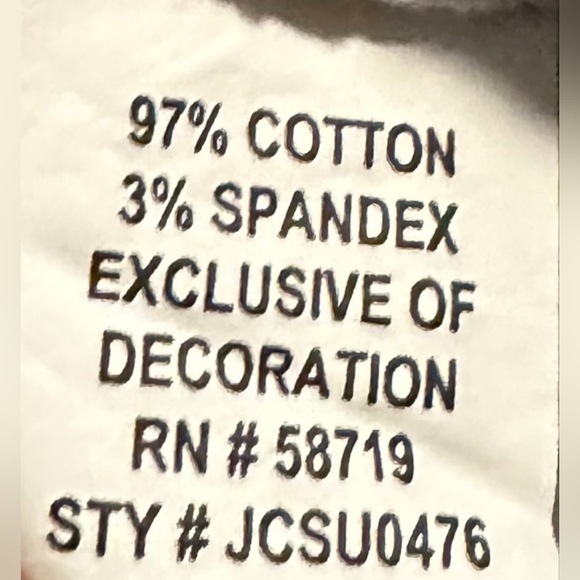 97% COTTON
3% SPANDEX
EXCLUSIVE OF
DECORATION
RN # 58719
STY # JCSU0476